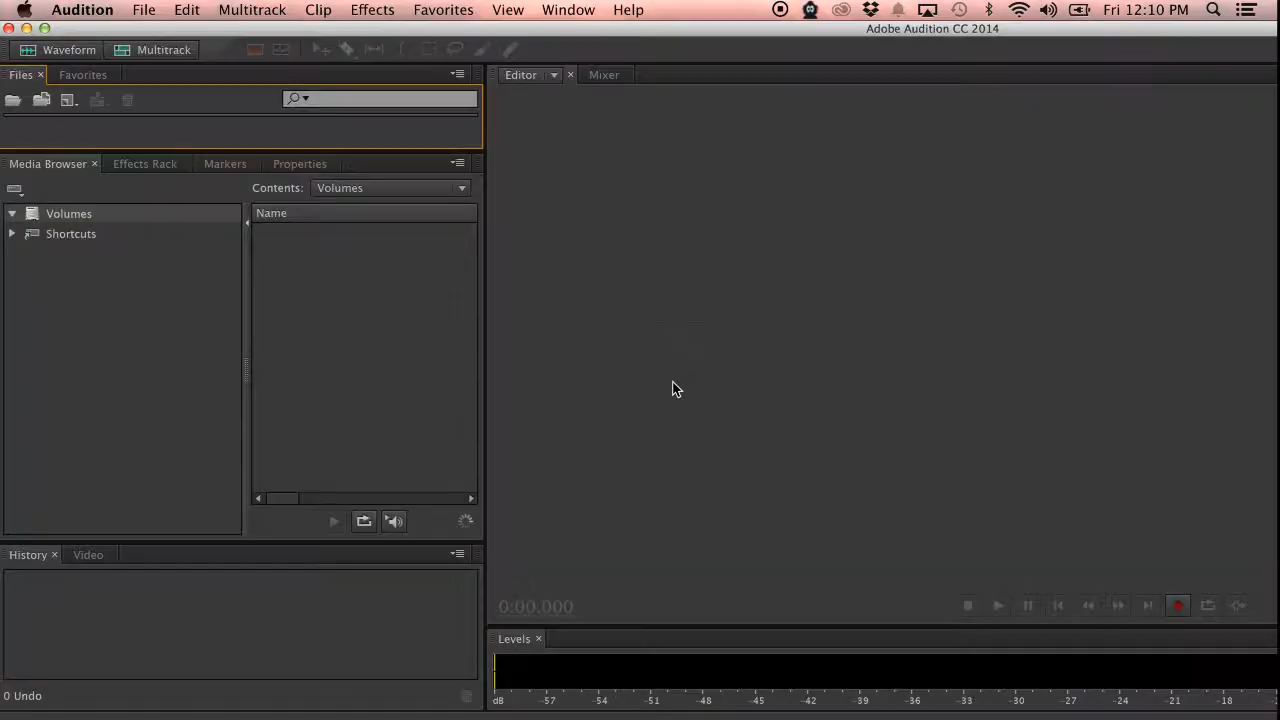 Audition File Edit Multitrack Clip Effects Favorites View Window Help Fri 12:10 PM
Adobe Audition CC 2014
Waveform Multitrack
Files Favorites Editor Mixer
Media Browser Effects Rack Markers Properties
Contents: Volumes
Volumes Name
Shortcuts
History Video
0:00.000
Levels
0 Undo dB -57 -54 -51 -48 -45 -42 -39 -36 -33 -30 -27 -24 -21 -18